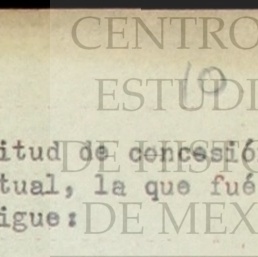 CENTRO
10
ESTUDI
itud de concesió
DE HISTO
tual, la que fué
igue:
DE MEX